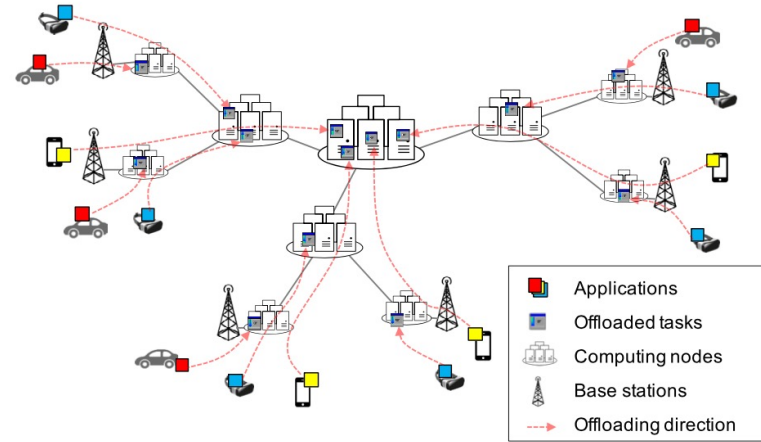 Applications
Offloaded tasks
Computing nodes
Base stations
Offloading direction